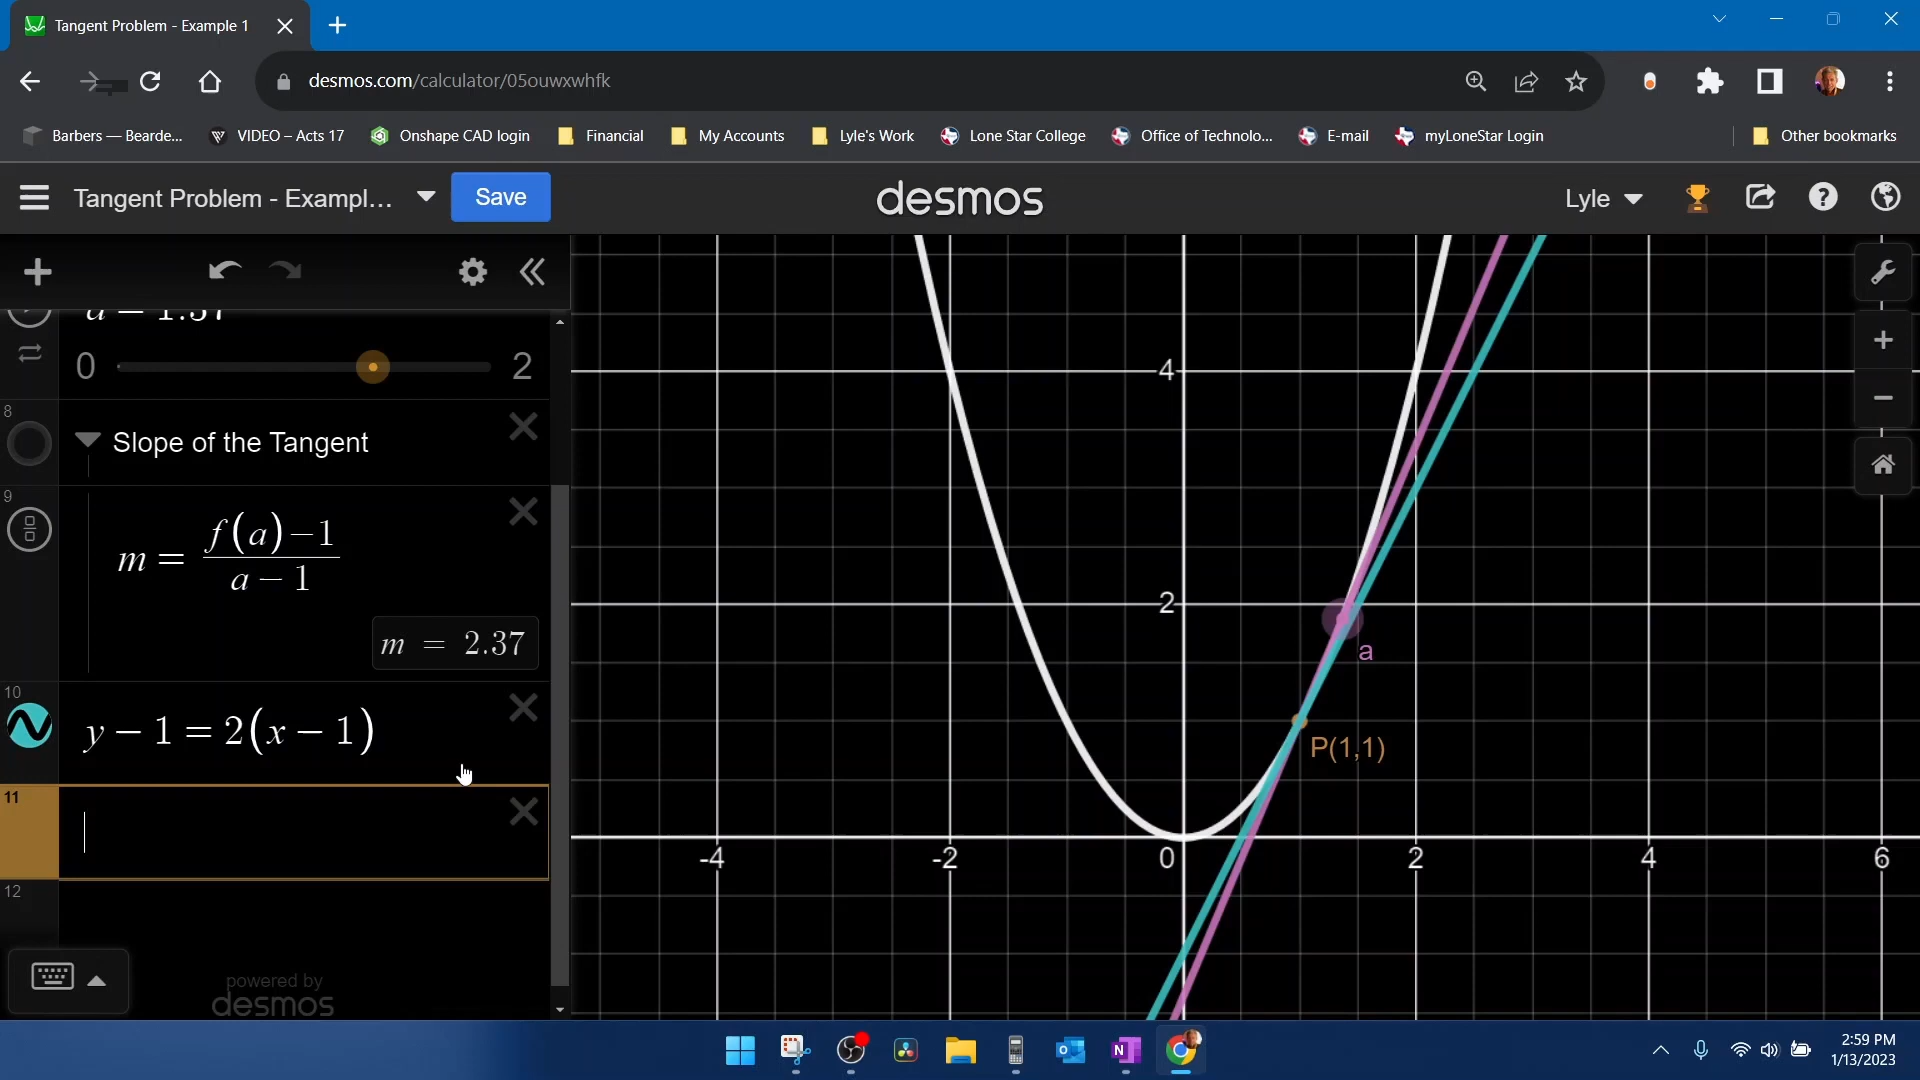 Tangent Problem - Example 1
desmos.com/calculator/05ouwxwhfk
Barbers — Bearde...
VIDEO – Acts 17
Onshape CAD login
Financial
My Accounts
Lyle's Work
Lone Star College
Office of Technolo...
E-mail
myLoneStar Login
Other bookmarks
Tangent Problem - Exampl...
Save
desmos
Lyle
a = 1.37
0
2
8
Slope of the Tangent
9
m = \frac{f(a)-1}{a-1}
m = 2.37
10
y − 1 = 2(x − 1)
11
12
powered by
desmos
4
2
a
P(1,1)
-4
-2
0
2
4
6
2:59 PM
1/13/2023